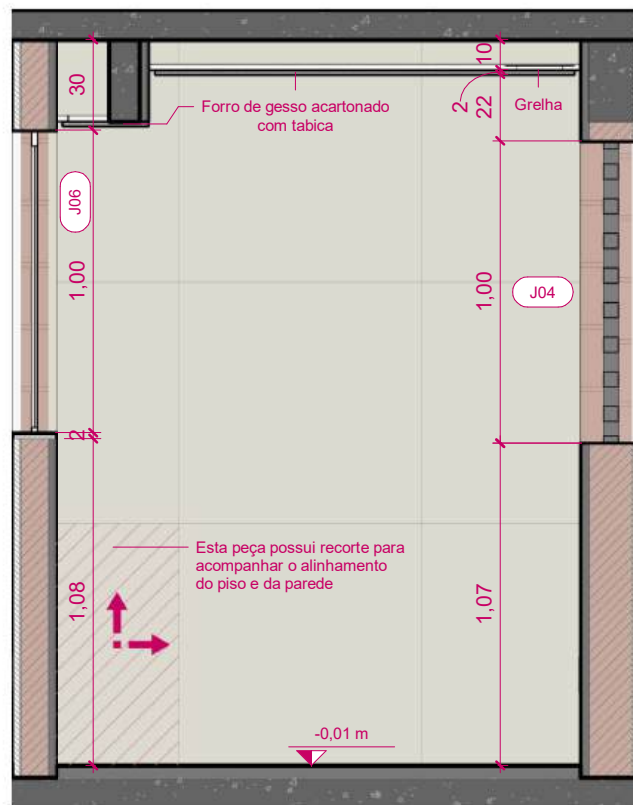 10
30
Forro de gesso acartonado
com tabica
2
22
Grelha
J06
1,00
1,00
J04
2
Esta peça possui recorte para
acompanhar o alinhamento
do piso e da parede
1,08
1,07
-0,01 m